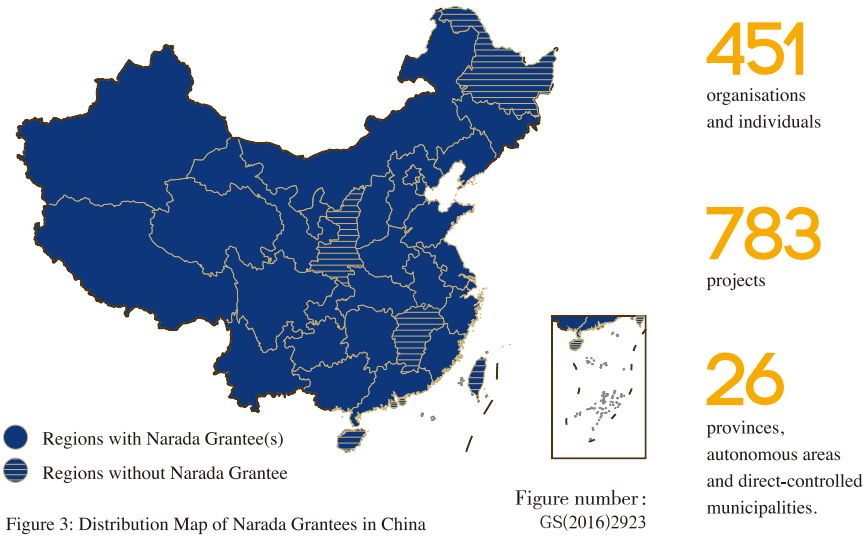 451
organisations
and individuals
783
projects
26
provinces,
autonomous areas
and direct-controlled
municipalities.
Regions with Narada Grantee(s)
Regions without Narada Grantee
Figure number:
GS(2016)2923
Figure 3: Distribution Map of Narada Grantees in China